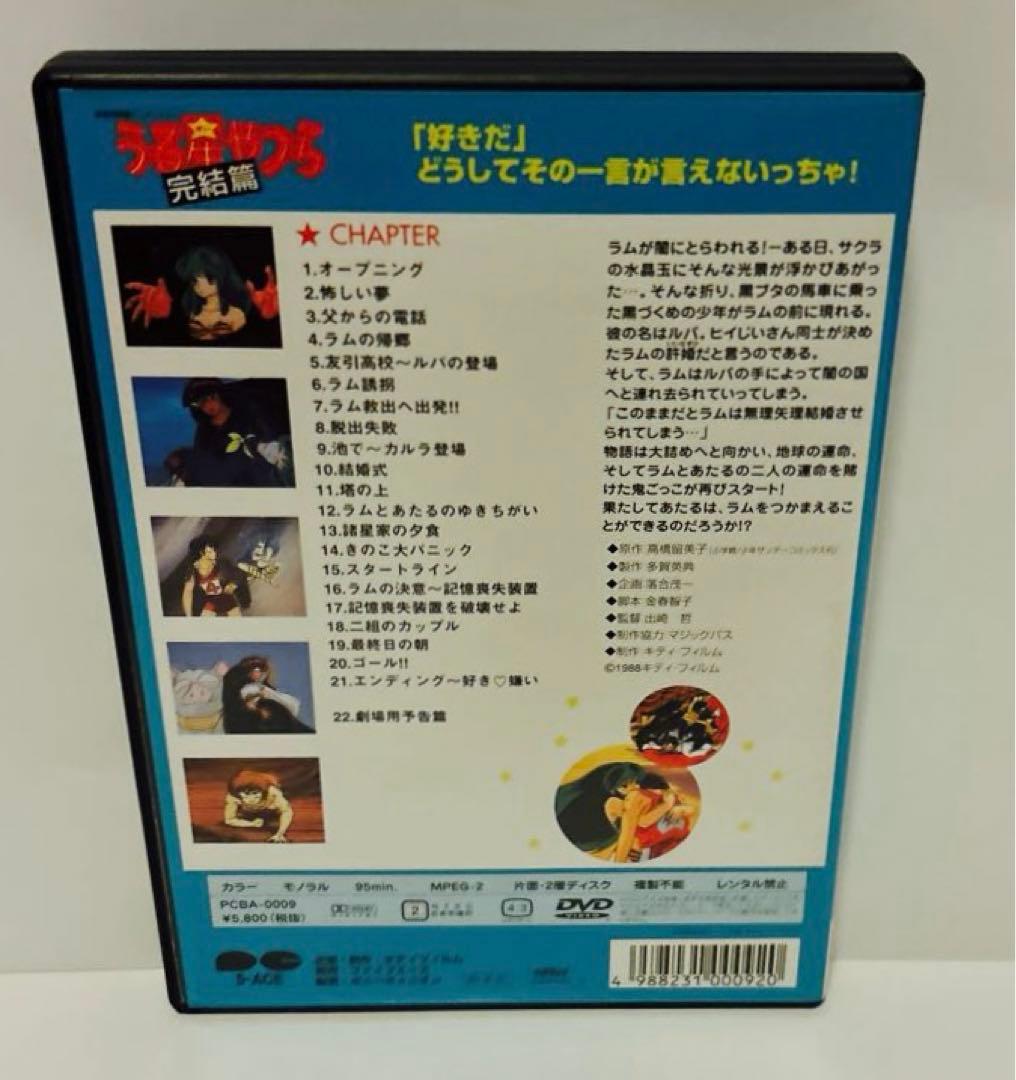 うる星やつら
完結篇
「好きだ」
どうしてその一言が言えないっちゃ！
★ CHAPTER
1.オープニング
2.怖しい夢
3.父からの電話
4.ラムの帰郷
5.友引高校～ルパの登場
6.ラム誘拐
7.ラム救出へ出発!!
8.脱出失敗
9.池で～カルラ登場
10.結婚式
11.塔の上
12.ラムとあたるのゆきちがい
13.諸星家の夕食
14.きのこ大パニック
15.スタートライン
16.ラムの決意～記憶喪失装置
17.記憶喪失装置を破壊せよ
18.二組のカップル
19.最終日の朝
20.ゴール!!
21.エンディング～好き♡嫌い
22.劇場用予告篇
ラムが闇にとらわれる！ーある日、サクラ
の水晶玉にそんな光景が浮かびあがっ
た…。そんな折り、黒ブタの馬車に乗っ
た黒づくめの少年がラムの前に現れる。
彼の名はルパ。ヒイじいさん同士が決め
たラムの許婚だと言うのである。
そして、ラムはルパの手によって闇の国
へと連れ去られていってしまう。
「このままだとラムは無理矢理結婚させ
られてしまう…」
物語は大詰めへと向かい、地球の運命、
そしてラムとあたるの二人の運命を賭
けた鬼ごっこが再びスタート！
果たしてあたるは、ラムをつかまえるこ
とができるのだろうか!?
◆原作 高橋留美子(小学館/少年サンデーコミックス刊)
◆製作 多賀英典
◆企画 落合茂一
◆脚本 金春智子
◆監督 出崎 哲
◆制作協力 マジックバス
◆制作 キティ・フィルム
©1988キティ・フィルム
カラー モノラル 95min. MPEG-2 片面・2層ディスク 複製不能 レンタル禁止
PCBA-0009
¥5,800(税抜)
2
4:3
DVD
VIDEO
S-ACE
4 988231 000920